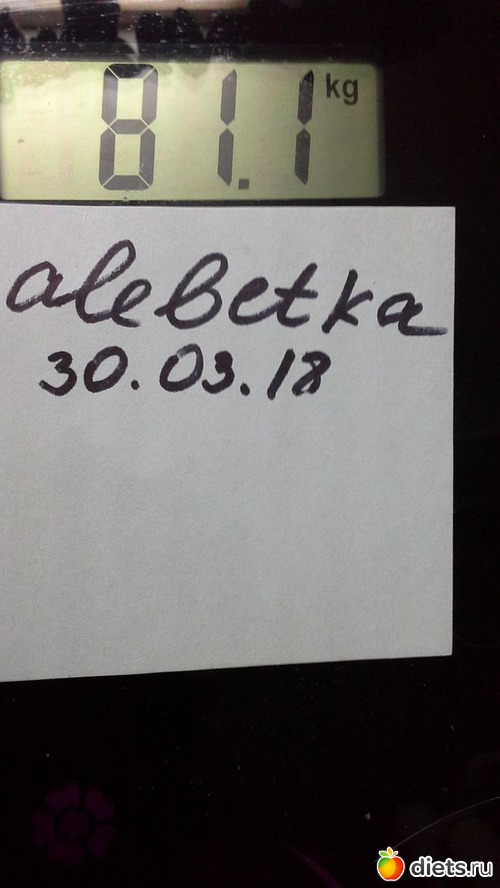 81.1 kg
alebetka
30.03.18
diets.ru